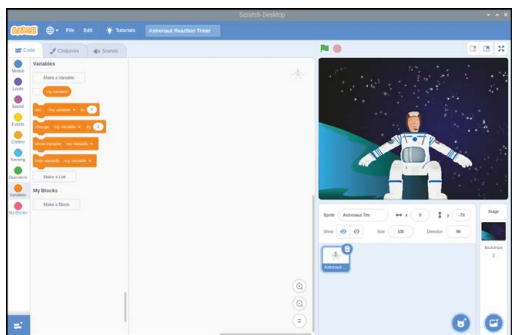 Scratch Desktop
SCRATCH File Edit Tutorials Astronaut Reaction Timer
Code Costumes Sounds
Motion
Looks
Sound
Events
Control
Sensing
Operators
Variables
My Blocks
Variables
Make a Variable
my variable
set my variable to 0
change my variable by 1
show variable my variable
hide variable my variable
Make a List
My Blocks
Make a Block
Sprite Astronaut Tim x 0 y -78
Show Size Direction 90
Astronaut ...
Stage
Backdrops
2